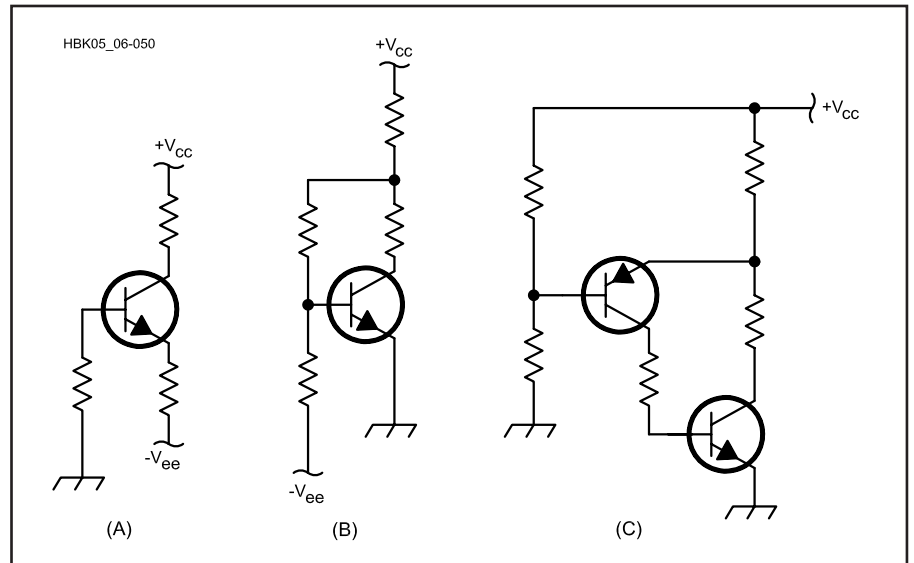 HBK05_06-050
+Vcc
-Vee
(A)
+Vcc
-Vee
(B)
+Vcc
(C)